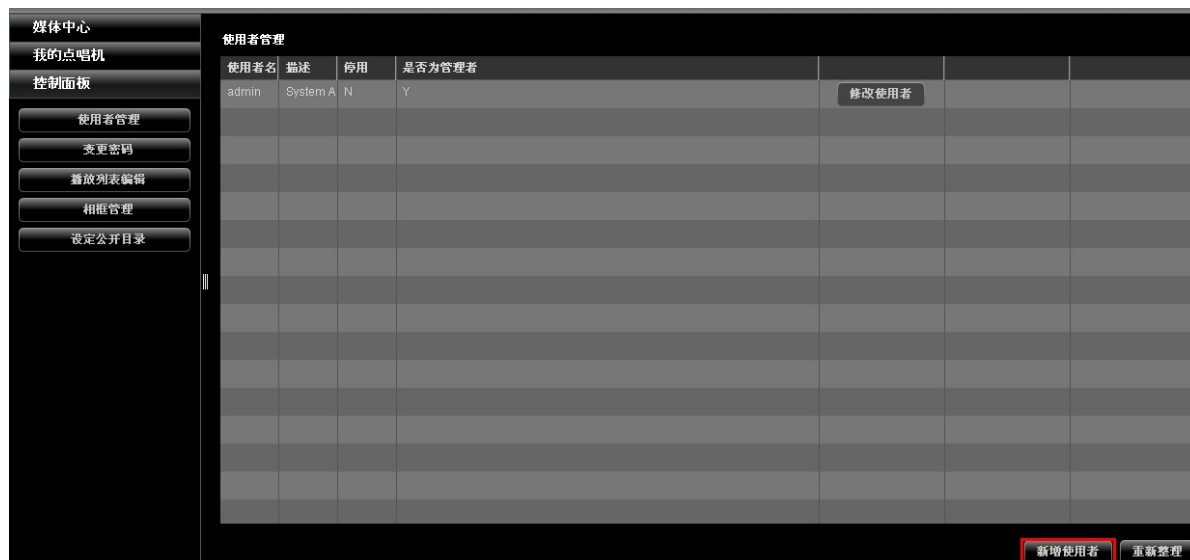 媒体中心
我的点唱机
控制面板
使用者管理
变更密码
播放列表编辑
相框管理
设定公开目录
使用者管理
使用者名 描述 停用 是否为管理者
admin System A N Y 修改使用者
新增使用者 重新整理